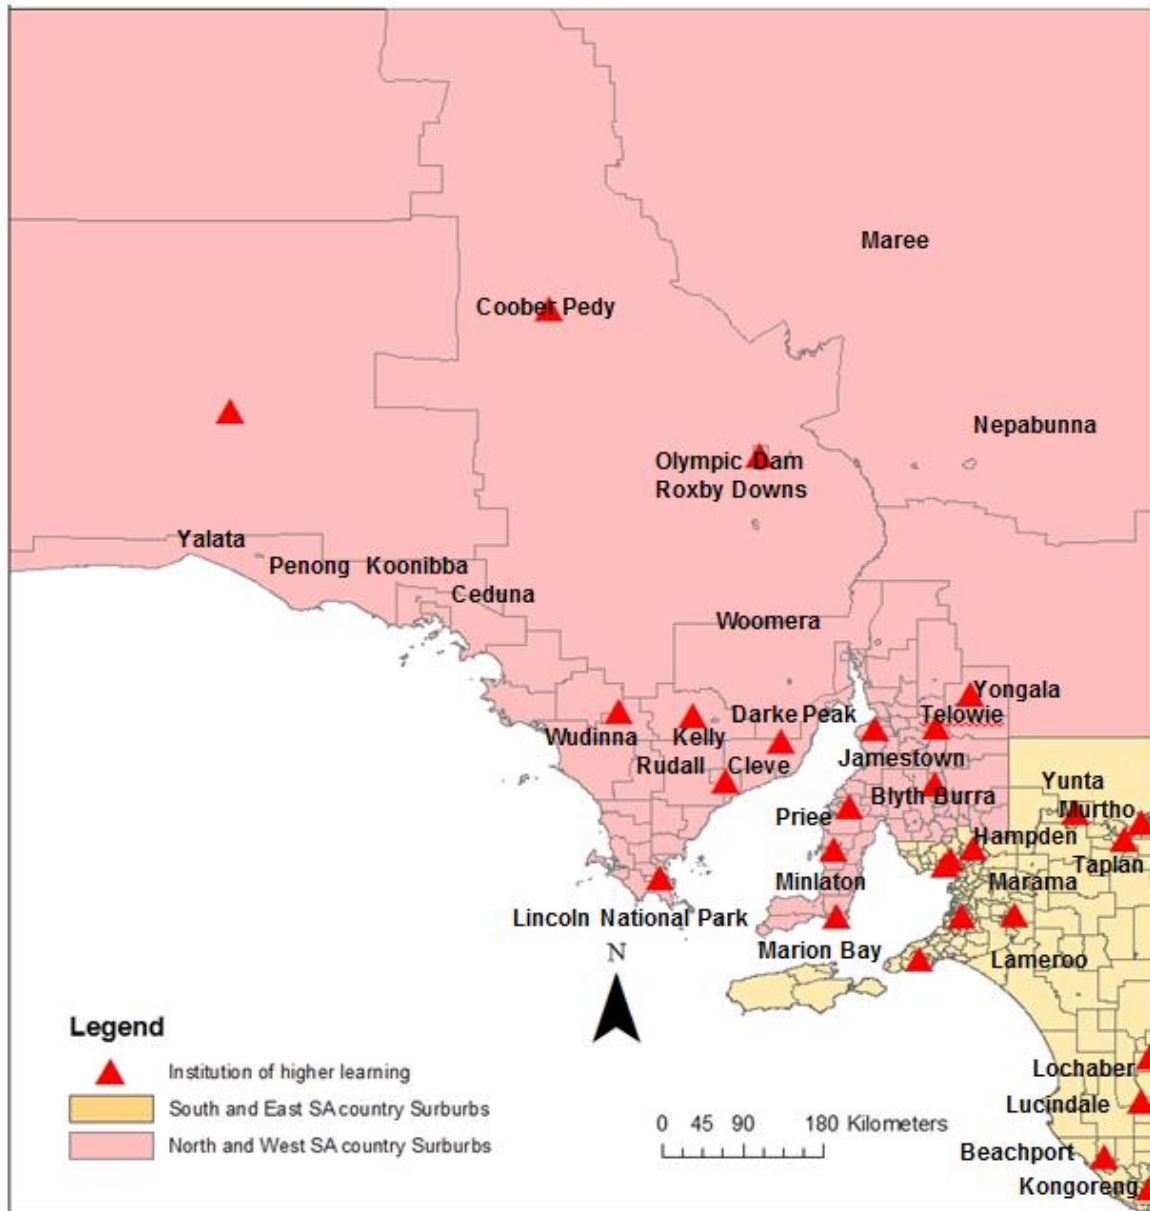 Maree
Coober Pedy
Nepabunna
Olympic Dam
Roxby Downs
Yalata
Penong
Koonibba
Ceduna
Woomera
Yongala
Darke Peak
Telowie
Wudinna
Kelly
Jamestown
Rudall
Cleve
Yunta
Blyth Burra
Murtho
Priee
Hampden
Taplan
Minlaton
Marama
Lincoln National Park
Marion Bay
Lameroo
N
Legend
Institution of higher learning
South and East SA country Surburbs
North and West SA country Surburbs
0 45 90 180 Kilometers
Lochaber
Lucindale
Beachport
Kongoreng